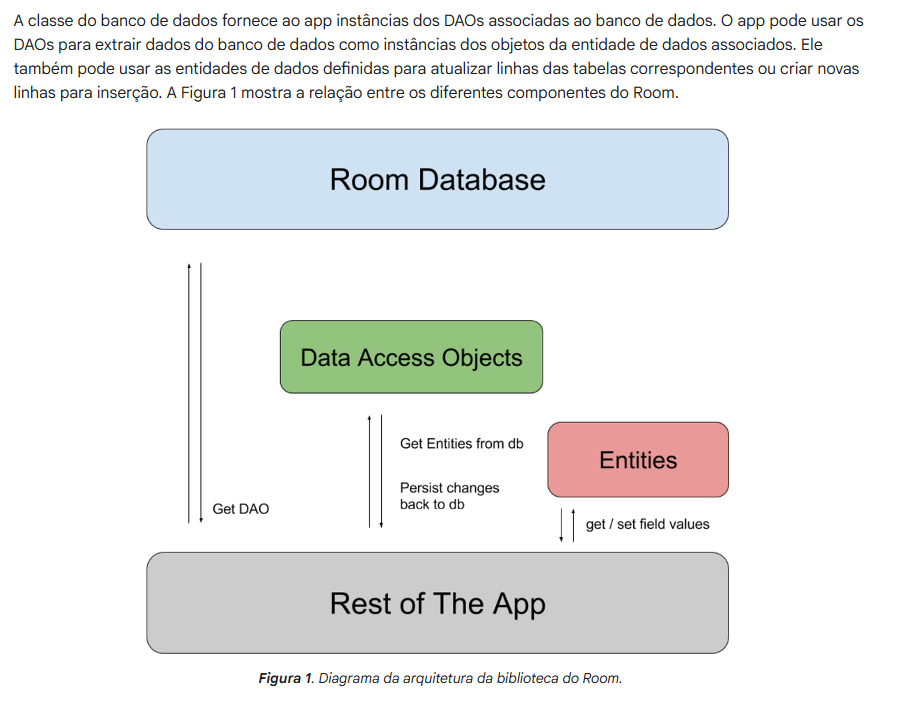 A classe do banco de dados fornece ao app instâncias dos DAOs associadas ao banco de dados. O app pode usar os
DAOs para extrair dados do banco de dados como instâncias dos objetos da entidade de dados associados. Ele
também pode usar as entidades de dados definidas para atualizar linhas das tabelas correspondentes ou criar novas
linhas para inserção. A Figura 1 mostra a relação entre os diferentes componentes do Room.
Room Database
Data Access Objects
Get Entities from db
Entities
Persist changes
back to db
Get DAO
get / set field values
Rest of The App
Figura 1. Diagrama da arquitetura da biblioteca do Room.